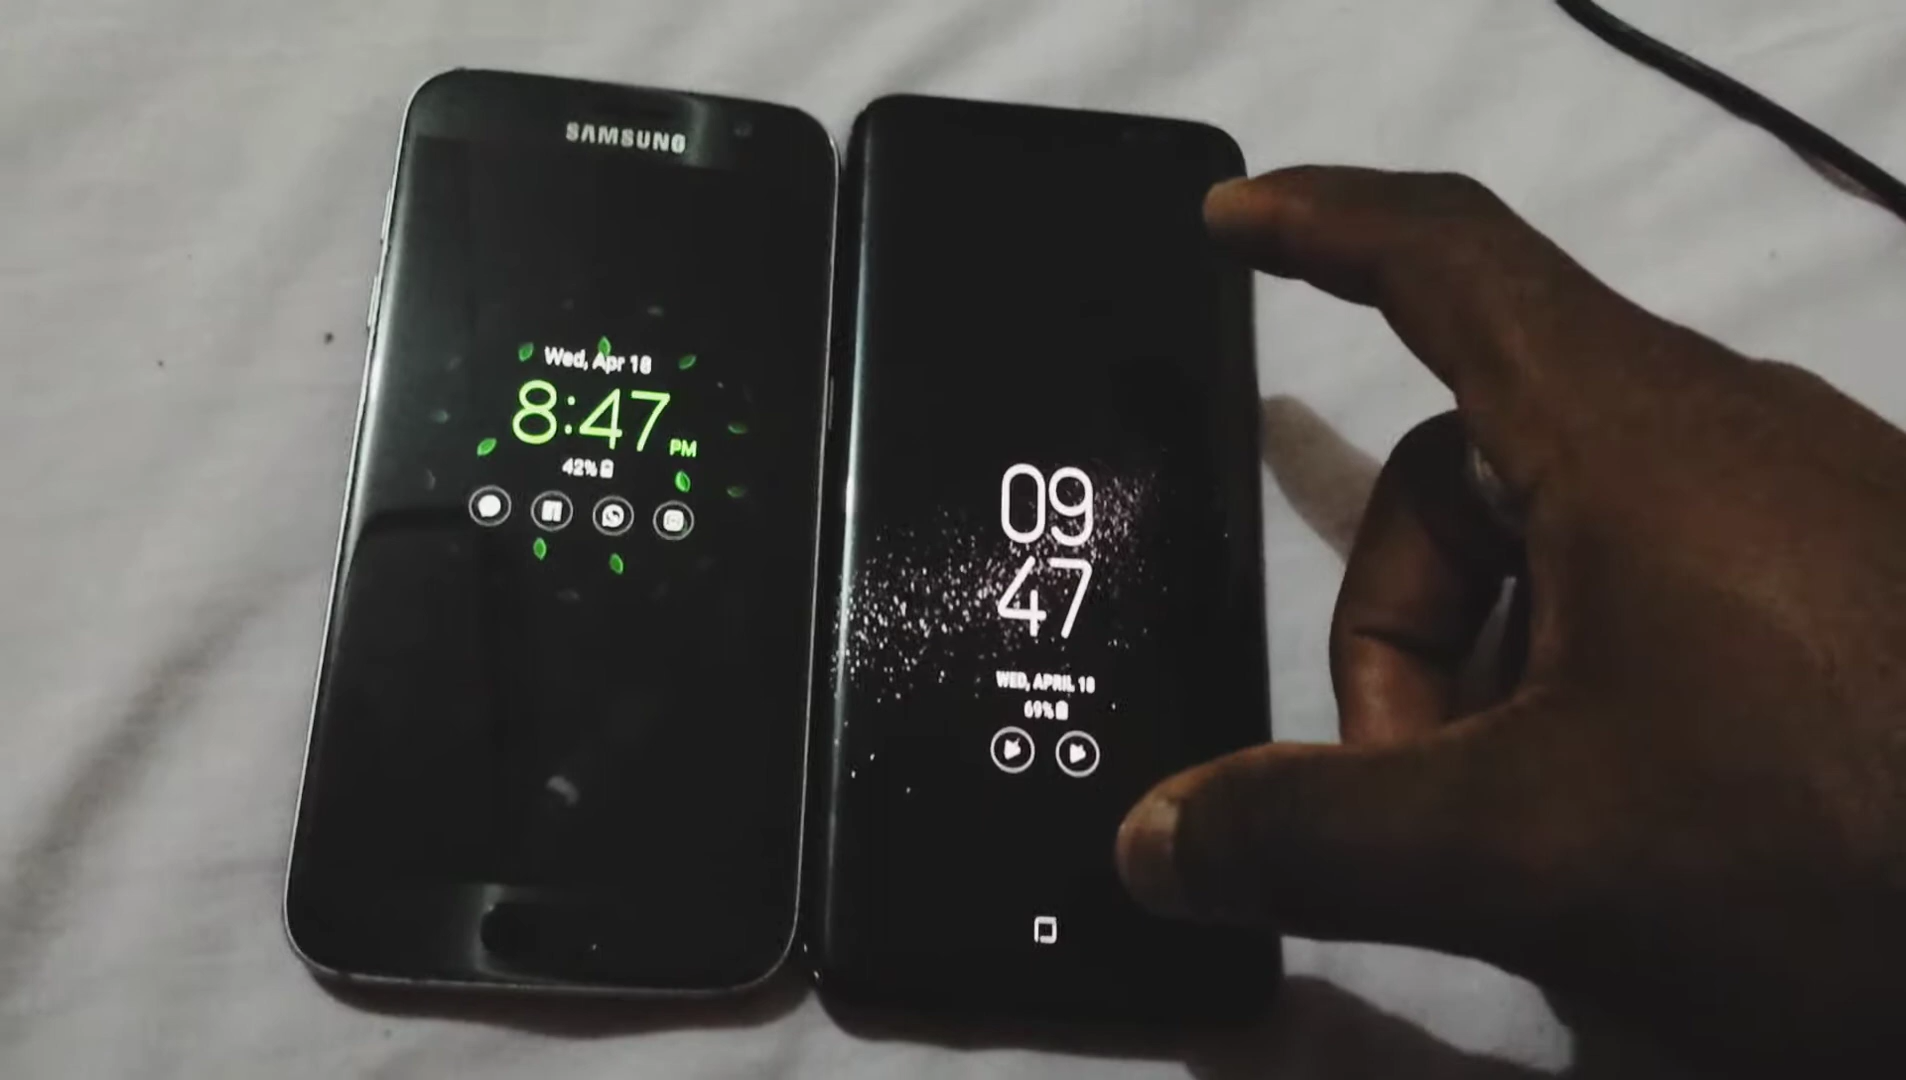 SAMSUNG
Wed, Apr 18
8:47 PM
42%
09
47
WED, APRIL 18
69%